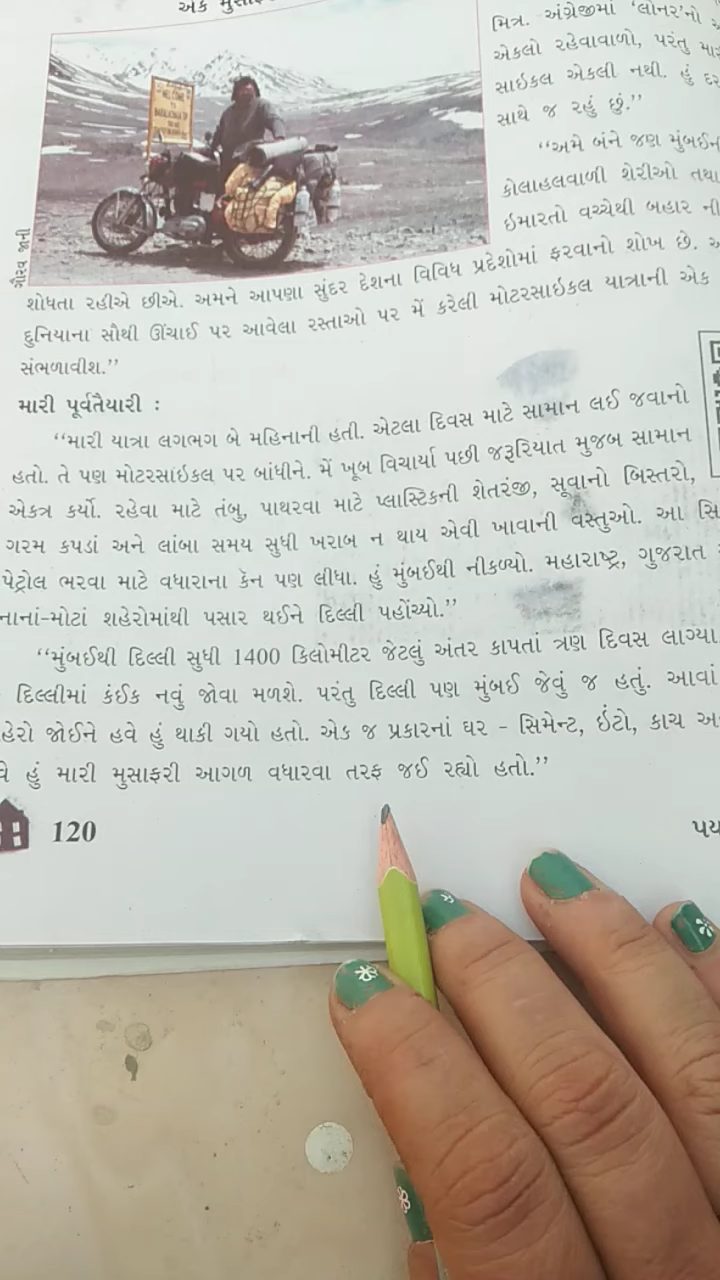 એક મુસાફ
મિત્ર. અંગ્રેજીમાં 'લોનર'નો
એકલો રહેવાવાળો, પરંતુ માર
સાઇકલ એકલી નથી. હું
સાથે જ રહું છું."
"અમે બંને જણ મુંબઈન
કોલાહલવાળી શેરીઓ તથા
ઇમારતો વચ્ચેથી બહાર ની
WELCOME
TO
ગૌરવ જાની
શોધતા રહીએ છીએ. અમને આપણા સુંદર દેશના વિવિધ પ્રદેશોમાં ફરવાનો શોખ છે.
દુનિયાના સૌથી ઊંચાઈ પર આવેલા રસ્તાઓ પર મેં કરેલી મોટરસાઇકલ યાત્રાની એક
સંભળાવીશ."
મારી પૂર્વતૈયારી :
"મારી યાત્રા લગભગ બે મહિનાની હતી. એટલા દિવસ માટે સામાન લઈ જવાનો
હતો. તે પણ મોટરસાઇકલ પર બાંધીને. મેં ખૂબ વિચાર્યા પછી જરૂરિયાત મુજબ સામાન
એકત્ર કર્યો. રહેવા માટે તંબુ, પાથરવા માટે પ્લાસ્ટિકની શેતરંજી, સૂવાનો બિસ્તરો,
ગરમ કપડાં અને લાંબા સમય સુધી ખરાબ ન થાય એવી ખાવાની વસ્તુઓ. આ સિ
પેટ્રોલ ભરવા માટે વધારાના કૅન પણ લીધા. હું મુંબઈથી નીકળ્યો. મહારાષ્ટ્ર, ગુજરાત
નાનાં-મોટાં શહેરોમાંથી પસાર થઈને દિલ્લી પહોંચ્યો."
"મુંબઈથી દિલ્લી સુધી 1400 કિલોમીટર જેટલું અંતર કાપતાં ત્રણ દિવસ લાગ્યા
દિલ્લીમાં કંઈક નવું જોવા મળશે. પરંતુ દિલ્લી પણ મુંબઈ જેવું જ હતું. આવાં
હેરો જોઈને હવે હું થાકી ગયો હતો. એક જ પ્રકારનાં ઘર - સિમેન્ટ, ઈંટો, કાચ અ
વે હું મારી મુસાફરી આગળ વધારવા તરફ જઈ રહ્યો હતો."
120
પય